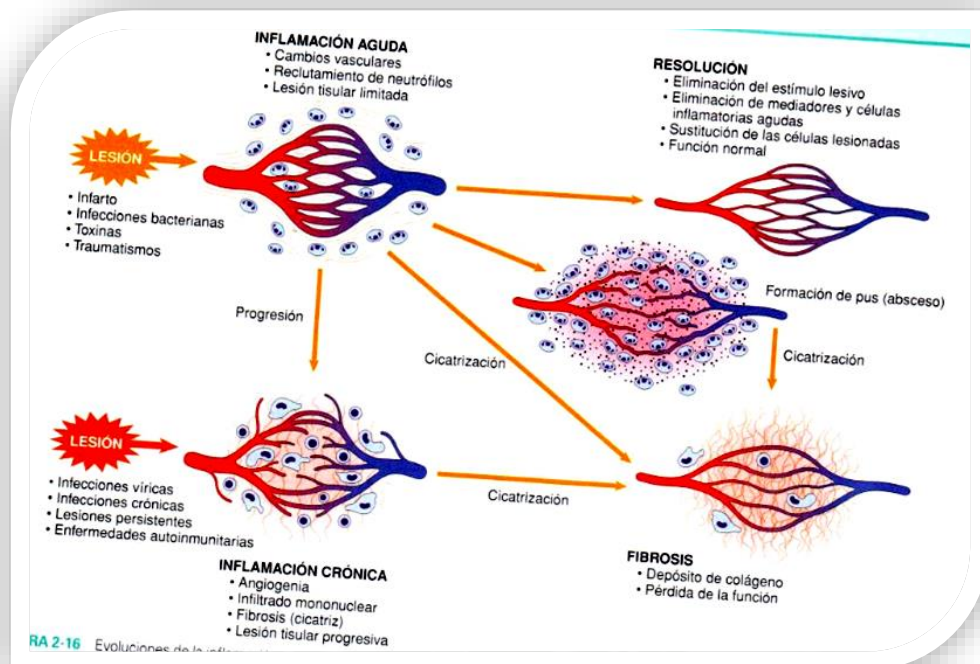 INFLAMACIÓN AGUDA
• Cambios vasculares
• Reclutamiento de neutrófilos
• Lesión tisular limitada
RESOLUCIÓN
• Eliminación del estímulo lesivo
• Eliminación de mediadores y células
inflamatorias agudas
• Sustitución de las células lesionadas
• Función normal
LESIÓN
• Infarto
• Infecciones bacterianas
• Toxinas
• Traumatismos
Formación de pus (absceso)
Progresión
Cicatrización
Cicatrización
LESIÓN
• Infecciones víricas
• Infecciones crónicas
• Lesiones persistentes
• Enfermedades autoinmunitarias
Cicatrización
INFLAMACIÓN CRÓNICA
• Angiogenia
• Infiltrado mononuclear
• Fibrosis (cicatriz)
• Lesión tisular progresiva
FIBROSIS
• Depósito de colágeno
• Pérdida de la función
RA 2-16 Evoluciones de la